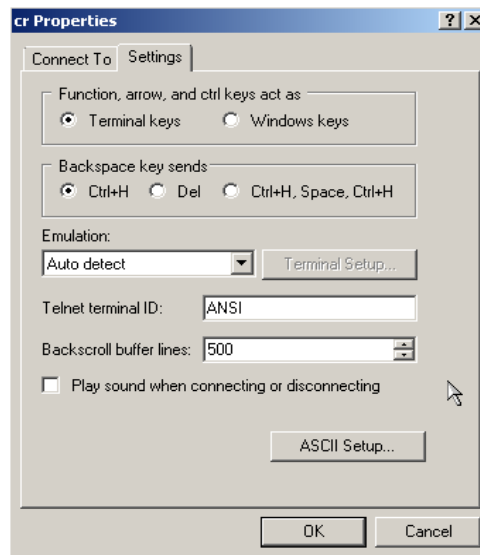 cr Properties
Connect To Settings
Function, arrow, and ctrl keys act as
Terminal keys Windows keys
Backspace key sends
Ctrl+H Del Ctrl+H, Space, Ctrl+H
Emulation:
Auto detect Terminal Setup...
Telnet terminal ID: ANSI
Backscroll buffer lines: 500
Play sound when connecting or disconnecting
ASCII Setup...
OK Cancel